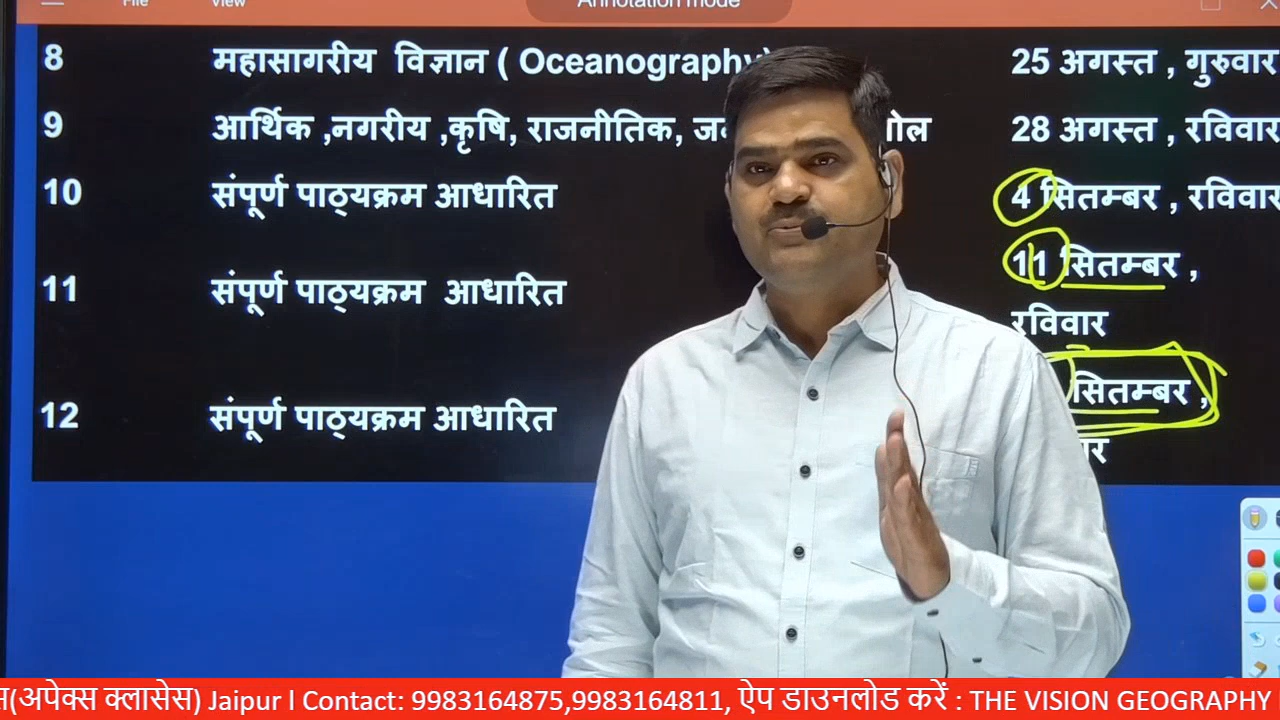 File View Annotation mode
8 महासागरीय विज्ञान ( Oceanography) 25 अगस्त , गुरुवार
9 आर्थिक ,नगरीय ,कृषि, राजनीतिक, 28 अगस्त , रविवार
10 संपूर्ण पाठ्यक्रम आधारित 4 सितम्बर , रविवार
11 संपूर्ण पाठ्यक्रम आधारित 11 सितम्बर ,
रविवार
12 संपूर्ण पाठ्यक्रम आधारित सितम्बर ,
(अपेक्स क्लासेस) Jaipur l Contact: 9983164875,9983164811, ऐप डाउनलोड करें : THE VISION GEOGRAPHY